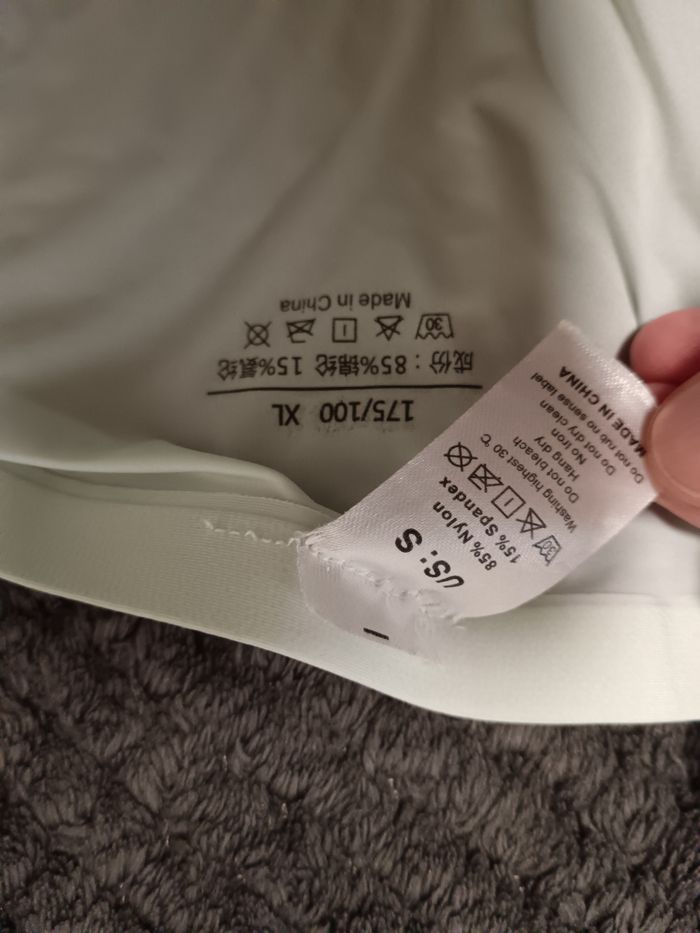 175/100 XL
成份：85%锦纶 15%氨纶
30
Made in China
US: S
85% Nylon
15% Spandex
30
Washing highest 30 ℃
Do not bleach
Hang dry
No Iron
Do not dry clean
Do not rub no sense label
MADE IN CHINA